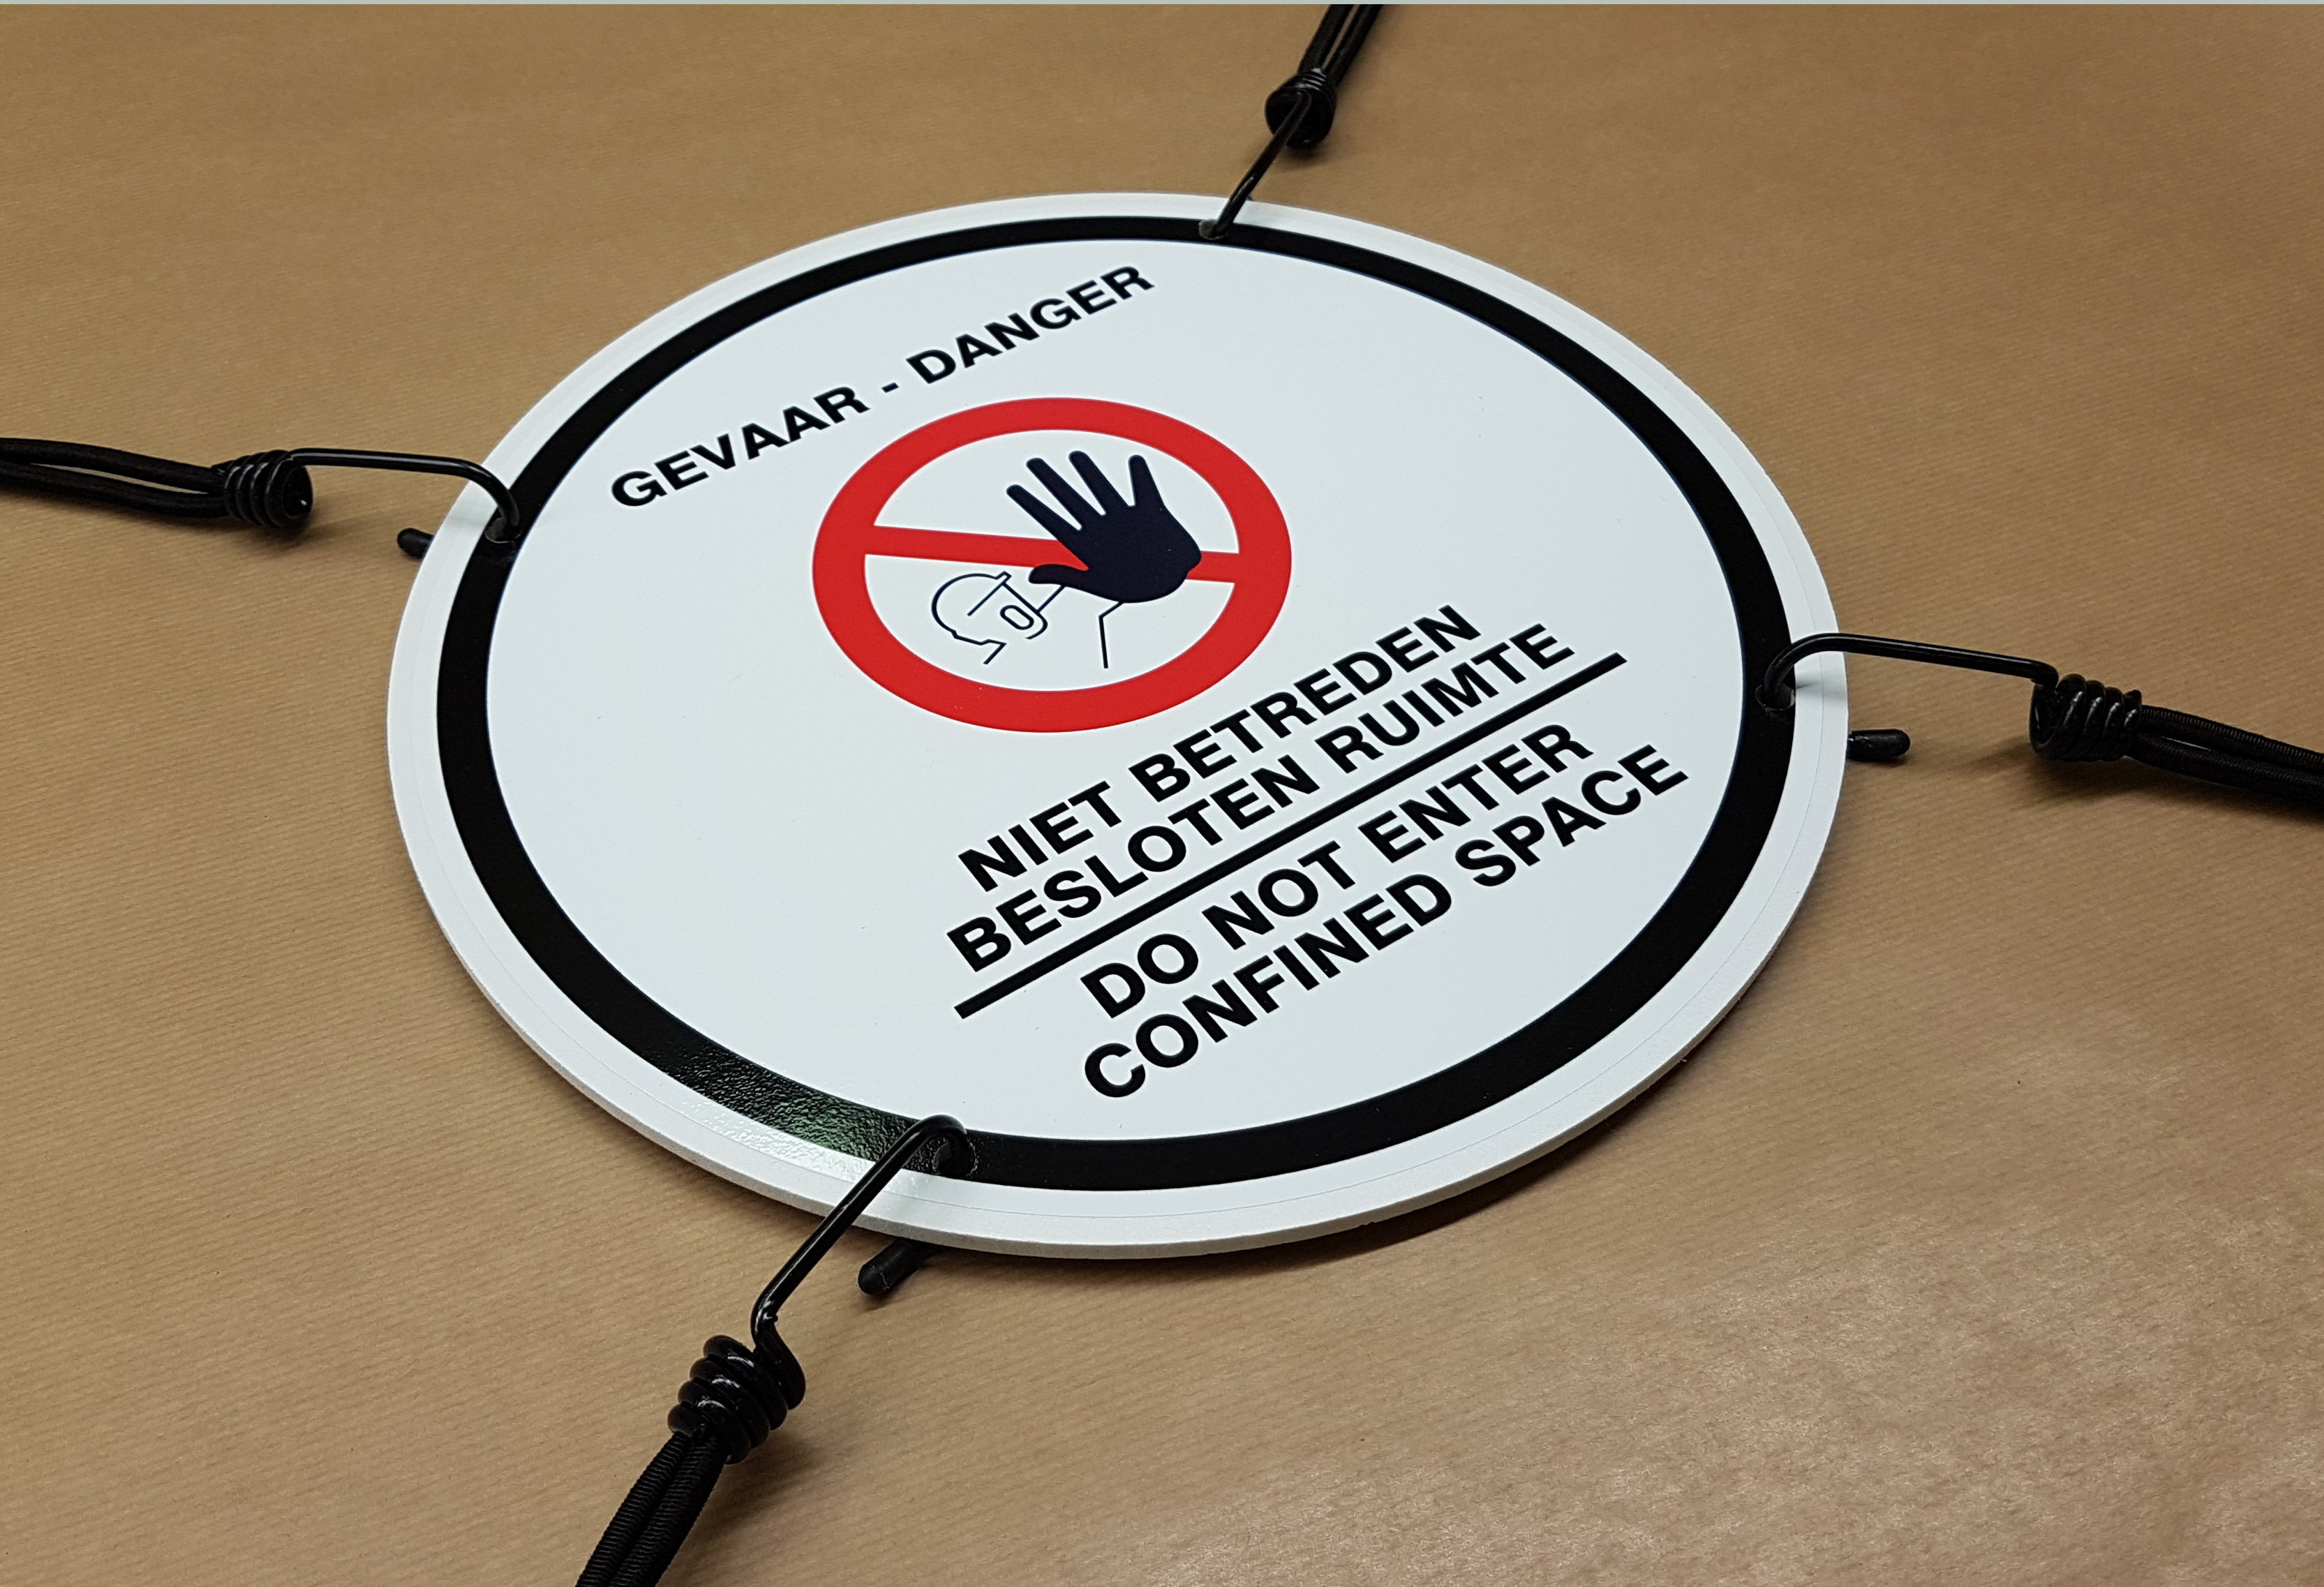 GEVAAR - DANGER
NIET BETREDEN
BESLOTEN RUIMTE
DO NOT ENTER
CONFINED SPACE